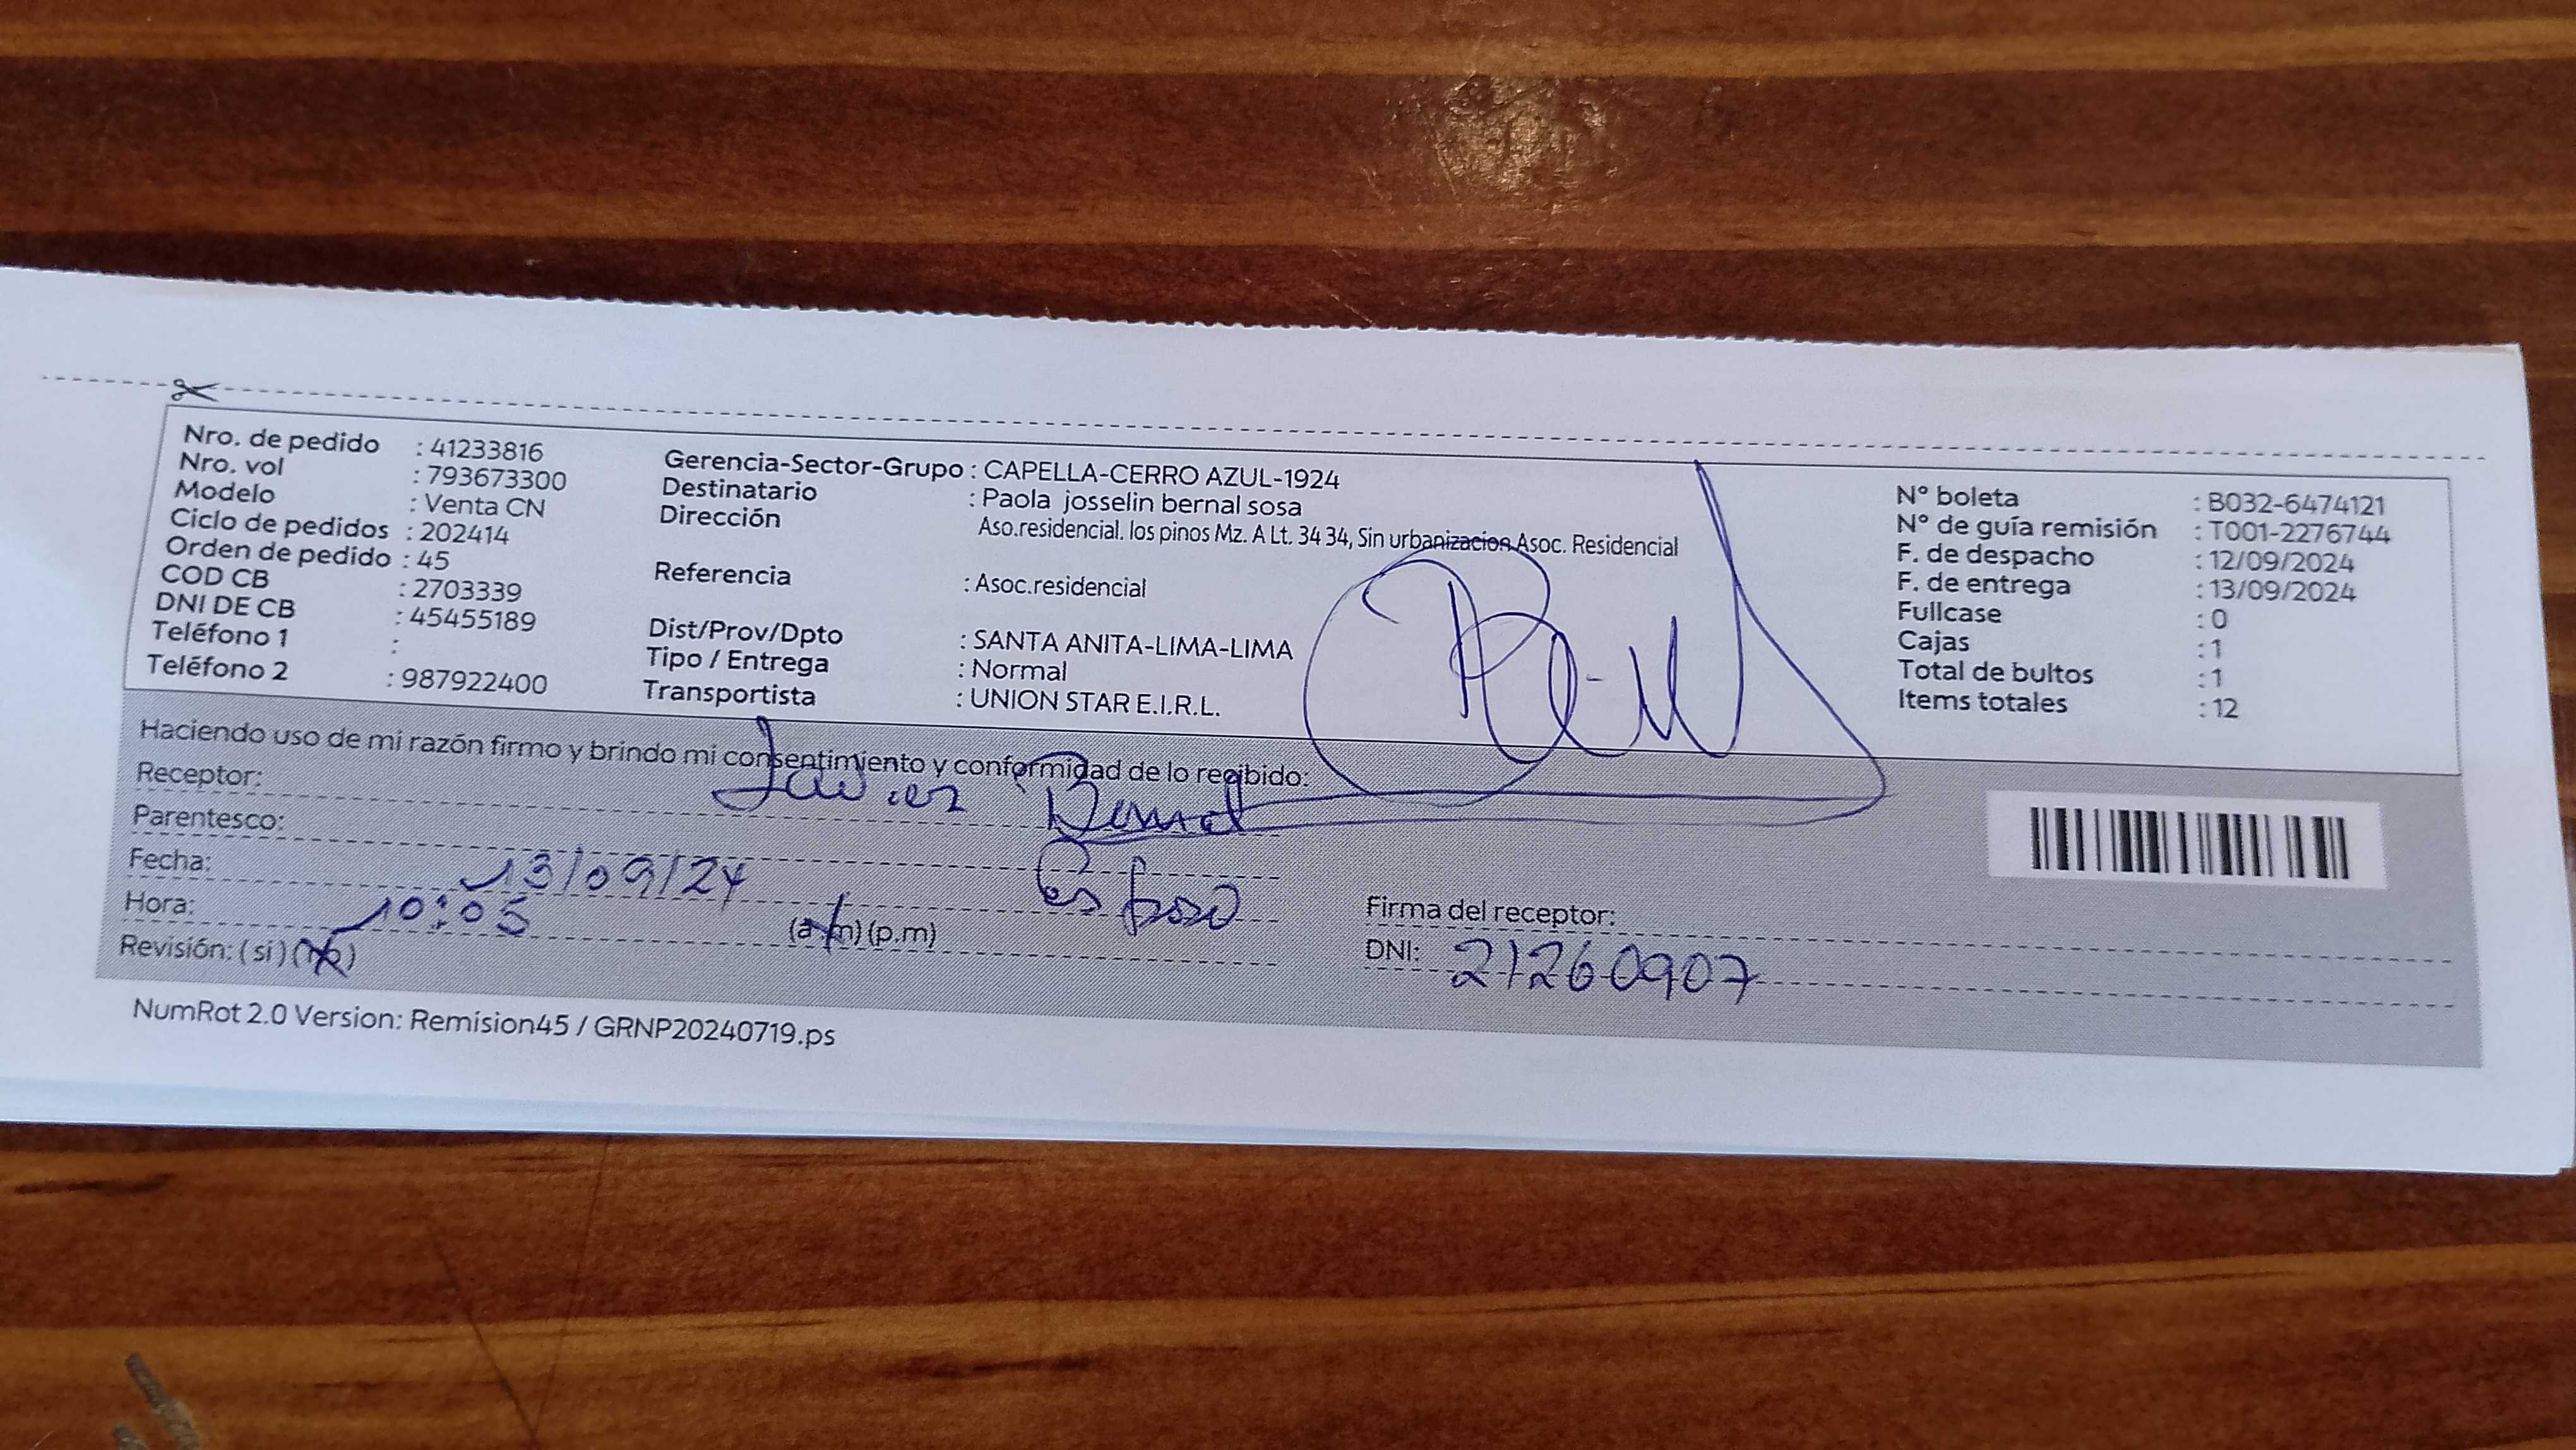 Nro. de pedido : 41233816
Nro. vol : 793673300
Modelo : Venta CN
Ciclo de pedidos : 202414
Orden de pedido : 45
COD CB : 2703339
DNI DE CB : 45455189
Teléfono 1 :
Teléfono 2 : 987922400
Gerencia-Sector-Grupo : CAPELLA-CERRO AZUL-1924
Destinatario : Paola josselin bernal sosa
Dirección Aso.residencial. los pinos Mz. A Lt. 34 34, Sin urbanizacion Asoc. Residencial
Referencia : Asoc.residencial
Dist/Prov/Dpto : SANTA ANITA-LIMA-LIMA
Tipo / Entrega : Normal
Transportista : UNION STAR E.I.R.L.
N° boleta : B032-6474121
N° de guía remisión : T001-2276744
F. de despacho : 12/09/2024
F. de entrega : 13/09/2024
Fullcase : 0
Cajas : 1
Total de bultos : 1
Items totales : 12
Haciendo uso de mi razón firmo y brindo mi consentimiento y conformidad de lo recibido:
Receptor: Javier Bernal
Parentesco: Esposo
Fecha: 13/09/24
Hora: 10:05 (a.m) (p.m)
Revisión: (si) (no)
Firma del receptor:
DNI: 21260907
NumRot 2.0 Version: Remision45 / GRNP20240719.ps